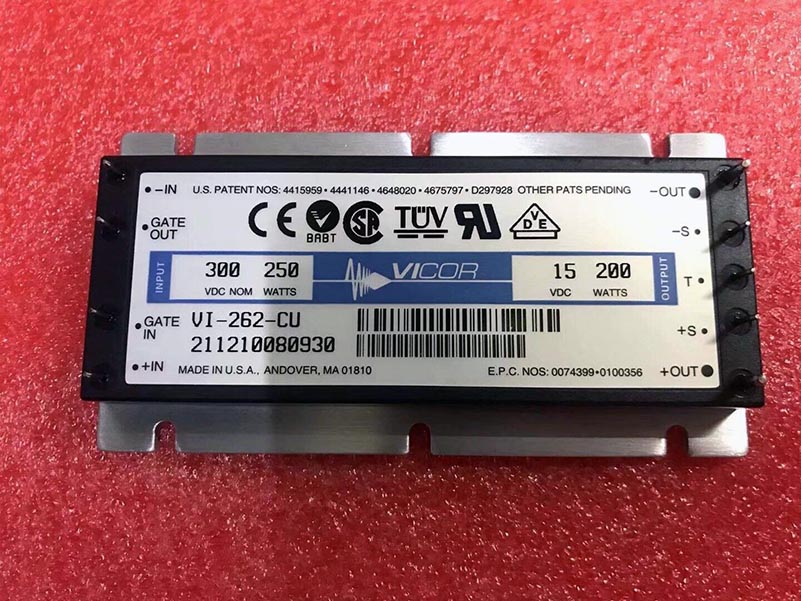 -IN U.S. PATENT NOS: 4415959 • 4441146 • 4648020 • 4675797 • D297928 OTHER PATS PENDING -OUT
GATE OUT
CE BABT SA TÜV RU VDE
-S
INPUT
300 250
VDC NOM WATTS
VICOR
15 200
VDC WATTS
OUTPUT
T
GATE IN
VI-262-CU
211210080930
+S
+IN MADE IN U.S.A., ANDOVER, MA 01810 E.P.C. NOS: 0074399•0100356 +OUT